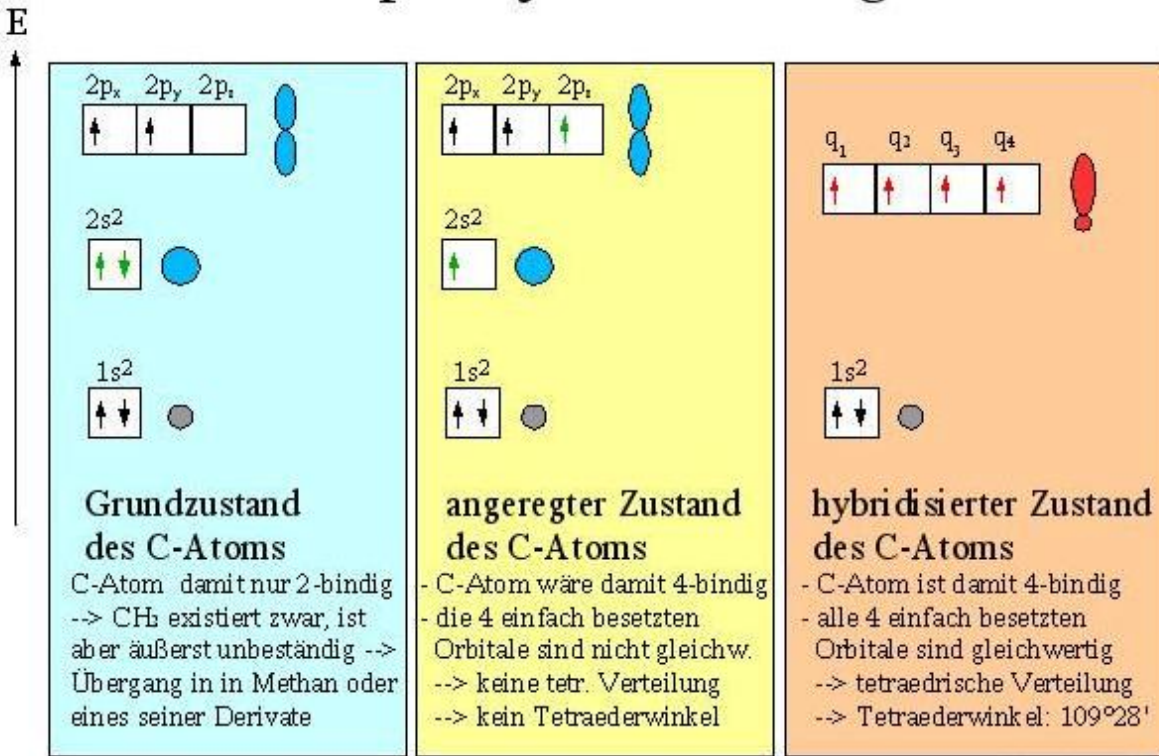 E
2pₓ 2pᵧ 2p𝓏
2s²
1s²
Grundzustand
des C-Atoms
C-Atom damit nur 2-bindig
--> CH₂ existiert zwar, ist
aber äußerst unbeständig -->
Übergang in in Methan oder
eines seiner Derivate
2pₓ 2pᵧ 2p𝓏
2s²
1s²
angeregter Zustand
des C-Atoms
- C-Atom wäre damit 4-bindig
- die 4 einfach besetzten
Orbitale sind nicht gleichw.
--> keine tetr. Verteilung
--> kein Tetraederwinkel
q₁ q₂ q₃ q₄
1s²
hybridisierter Zustand
des C-Atoms
- C-Atom ist damit 4-bindig
- alle 4 einfach besetzten
Orbitale sind gleichwertig
--> tetraedrische Verteilung
--> Tetraederwinkel: 109°28'